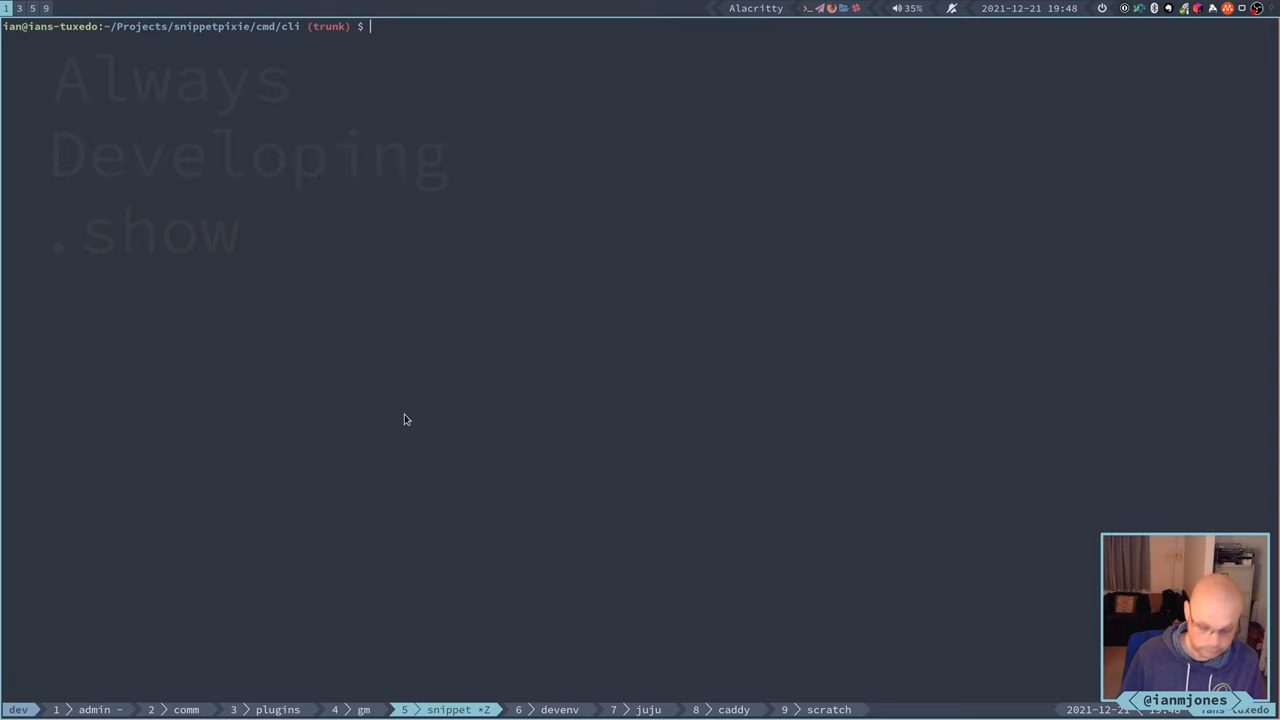 1 3 5 9
Alacritty
35%
2021-12-21 19:48
ian@ians-tuxedo:~/Projects/snippetpixie/cmd/cli (trunk) $
Always
Developing
.show
@ianmjones
dev 1 admin - 2 comm 3 plugins 4 gm 5 snippet *Z 6 devenv 7 juju 8 caddy 9 scratch 2021-12-21